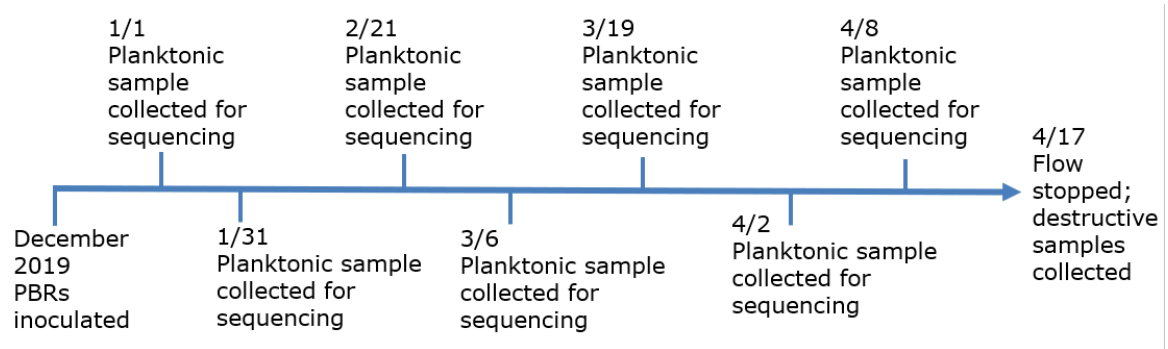 1/1
Planktonic
sample
collected for
sequencing
2/21
Planktonic
sample
collected for
sequencing
3/19
Planktonic
sample
collected for
sequencing
4/8
Planktonic
sample
collected for
sequencing
4/17
Flow
stopped;
destructive
samples
collected
December
2019
PBRs
inoculated
1/31
Planktonic sample
collected for
sequencing
3/6
Planktonic sample
collected for
sequencing
4/2
Planktonic sample
collected for
sequencing